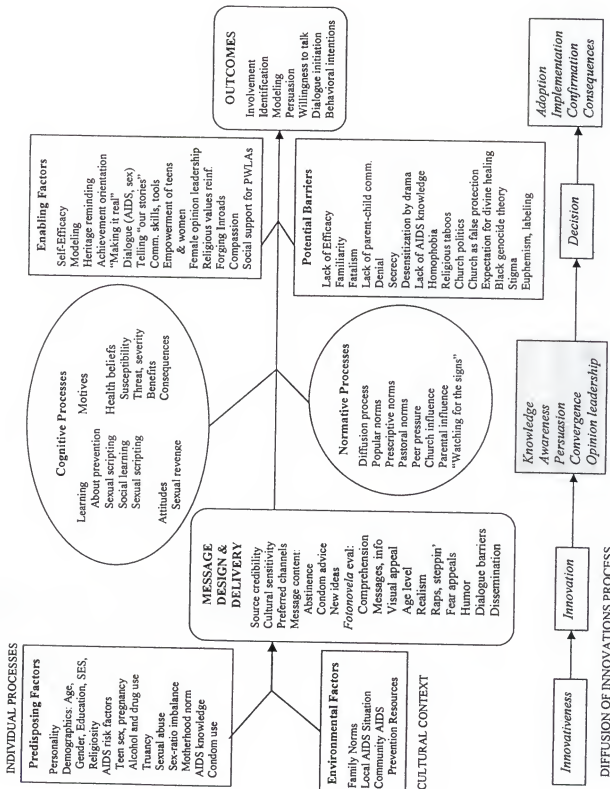 INDIVIDUAL PROCESSES
Predisposing Factors
Personality
Demographics: Age,
Gender, Education, SES,
Religiosity
AIDS risk factors
Teen sex, pregnancy
Alcohol and drug use
Truancy
Sexual abuse
Sex-ratio imbalance
Motherhood norm
AIDS knowledge
Condom use
Environmental Factors
Family Norms
Local AIDS Situation
Community AIDS
Prevention Resources
CULTURAL CONTEXT
MESSAGE
DESIGN &
DELIVERY
Source credibility
Cultural sensitivity
Preferred channels
Message content:
Abstinence
Condom advice
New ideas
Fotonovela eval:
Comprehension
Messages, info
Visual appeal
Age level
Realism
Raps, steppin'
Fear appeals
Humor
Dialogue barriers
Dissemination
Cognitive Processes
Learning
About prevention
Sexual scripting
Social learning
Sexual scripting
Attitudes
Sexual revenge
Motives
Health beliefs
Susceptibility
Threat, severity
Benefits
Consequences
Normative Processes
Diffusion process
Popular norms
Prescriptive norms
Pastoral norms
Peer pressure
Church influence
Parental influence
"Watching for the signs"
Enabling Factors
Self-Efficacy
Modeling
Heritage reminding
Achievement orientation
"Making it real"
Dialogue (AIDS, sex)
Telling "our stories"
Comm. skills, tools
Empowerment of teens
& women
Female opinion leadership
Religious values reinf.
Forging Inroads
Compassion
Social support for PWLAs
Potential Barriers
Lack of Efficacy
Familiarity
Fatalism
Lack of parent-child comm.
Denial
Secrecy
Desensitization by drama
Lack of AIDS knowledge
Homophobia
Religious taboos
Church politics
Church as false protection
Expectation for divine healing
Black genocide theory
Stigma
Euphemism, labeling
OUTCOMES
Involvement
Identification
Modeling
Persuasion
Willingness to talk
Dialogue initiation
Behavioral intentions
Innovativeness
Innovation
Knowledge
Awareness
Persuasion
Convergence
Opinion leadership
Decision
Adoption
Implementation
Confirmation
Consequences
DIFFUSION OF INNOVATIONS PROCESS